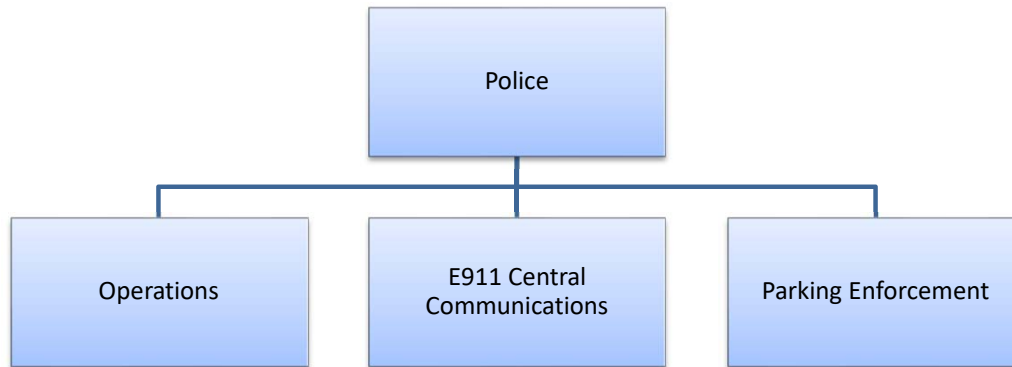 Police
Operations
E911 Central
Communications
Parking Enforcement